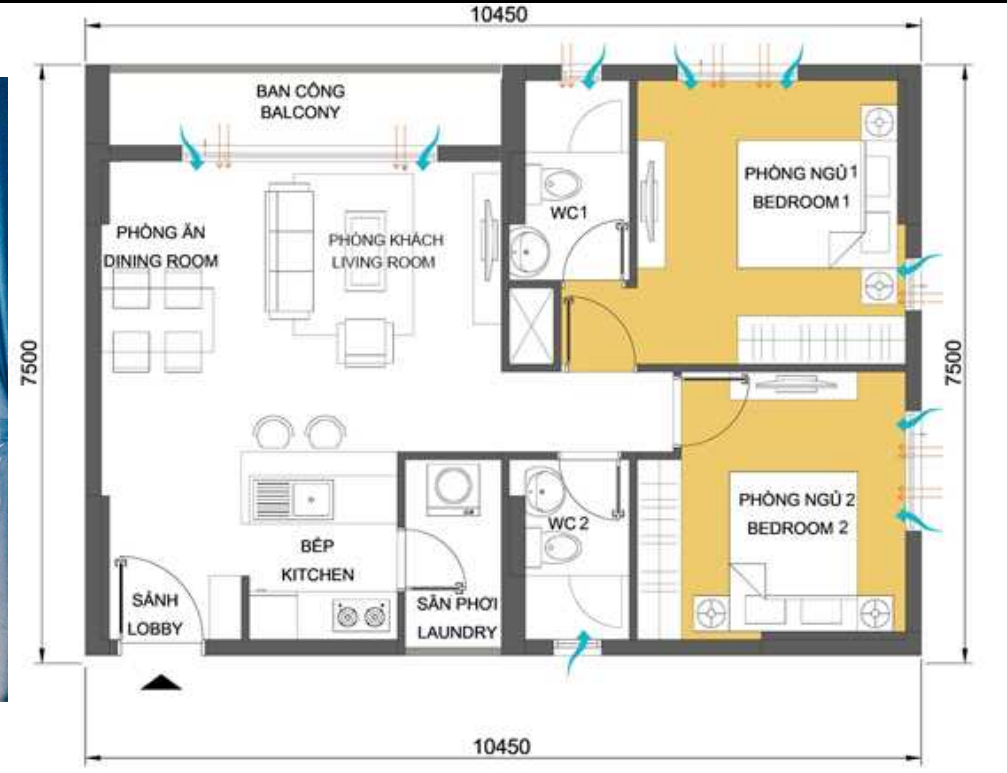 10450
BAN CÔNG
BALCONY
PHÒNG NGỦ 1
BEDROOM 1
WC1
PHÒNG ĂN
DINING ROOM
PHÒNG KHÁCH
LIVING ROOM
7500
7500
PHÒNG NGỦ 2
BEDROOM 2
WC 2
BẾP
KITCHEN
SẢNH
LOBBY
SÂN PHƠI
LAUNDRY
10450